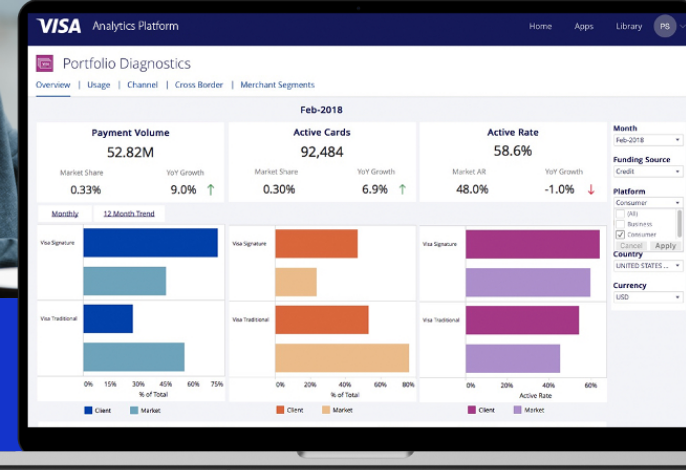 VISA Analytics Platform Home Apps Library PS
Portfolio Diagnostics
Overview | Usage | Channel | Cross Border | Merchant Segments
Feb-2018
Payment Volume
52.82M
Market Share YoY Growth
0.33% 9.0% ↑
Active Cards
92,484
Market Share YoY Growth
0.30% 6.9% ↑
Active Rate
58.6%
Market AR YoY Growth
48.0% -1.0% ↓
Month
Feb-2018
Funding Source
Credit
Platform
Consumer
(All)
Business
Consumer
Cancel Apply
Country
UNITED STATES ...
Currency
USD
Monthly 12 Month Trend
Visa Signature
Visa Traditional
0% 15% 30% 45% 60% 75%
% of Total
Client Market
Visa Signature
Visa Traditional
0% 20% 40% 60% 80%
% of Total
Client Market
Visa Signature
Visa Traditional
0% 20% 40% 60%
Active Rate
Client Market